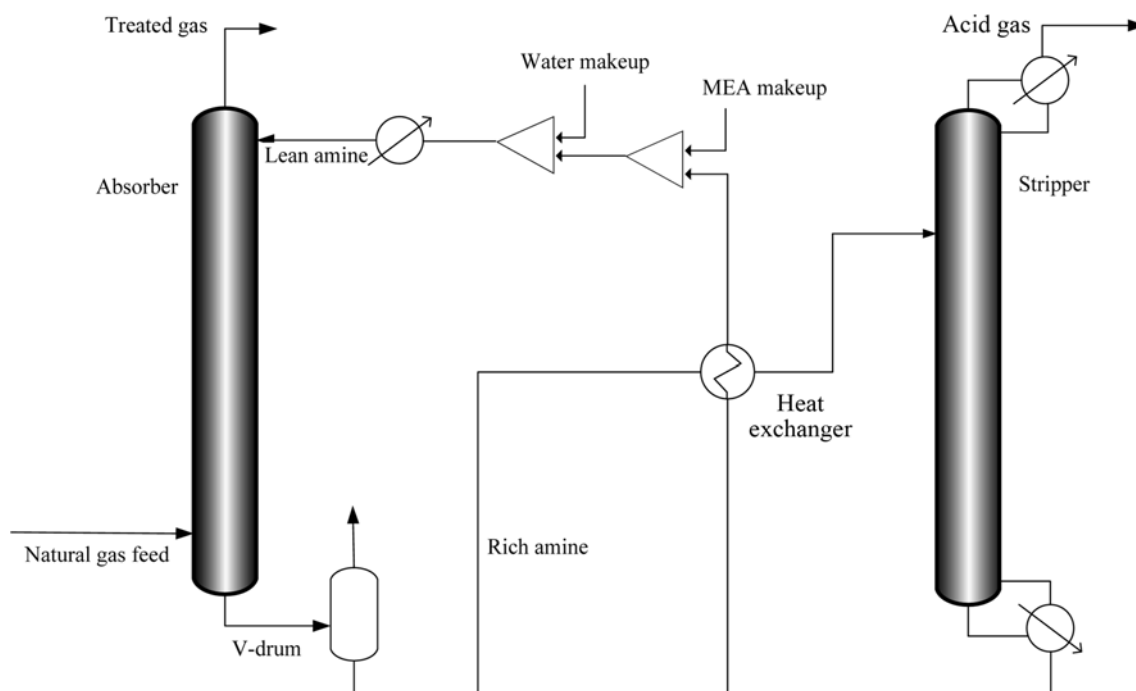 Treated gas
Acid gas
Water makeup
MEA makeup
Lean amine
Absorber
Stripper
Heat
exchanger
Natural gas feed
Rich amine
V-drum